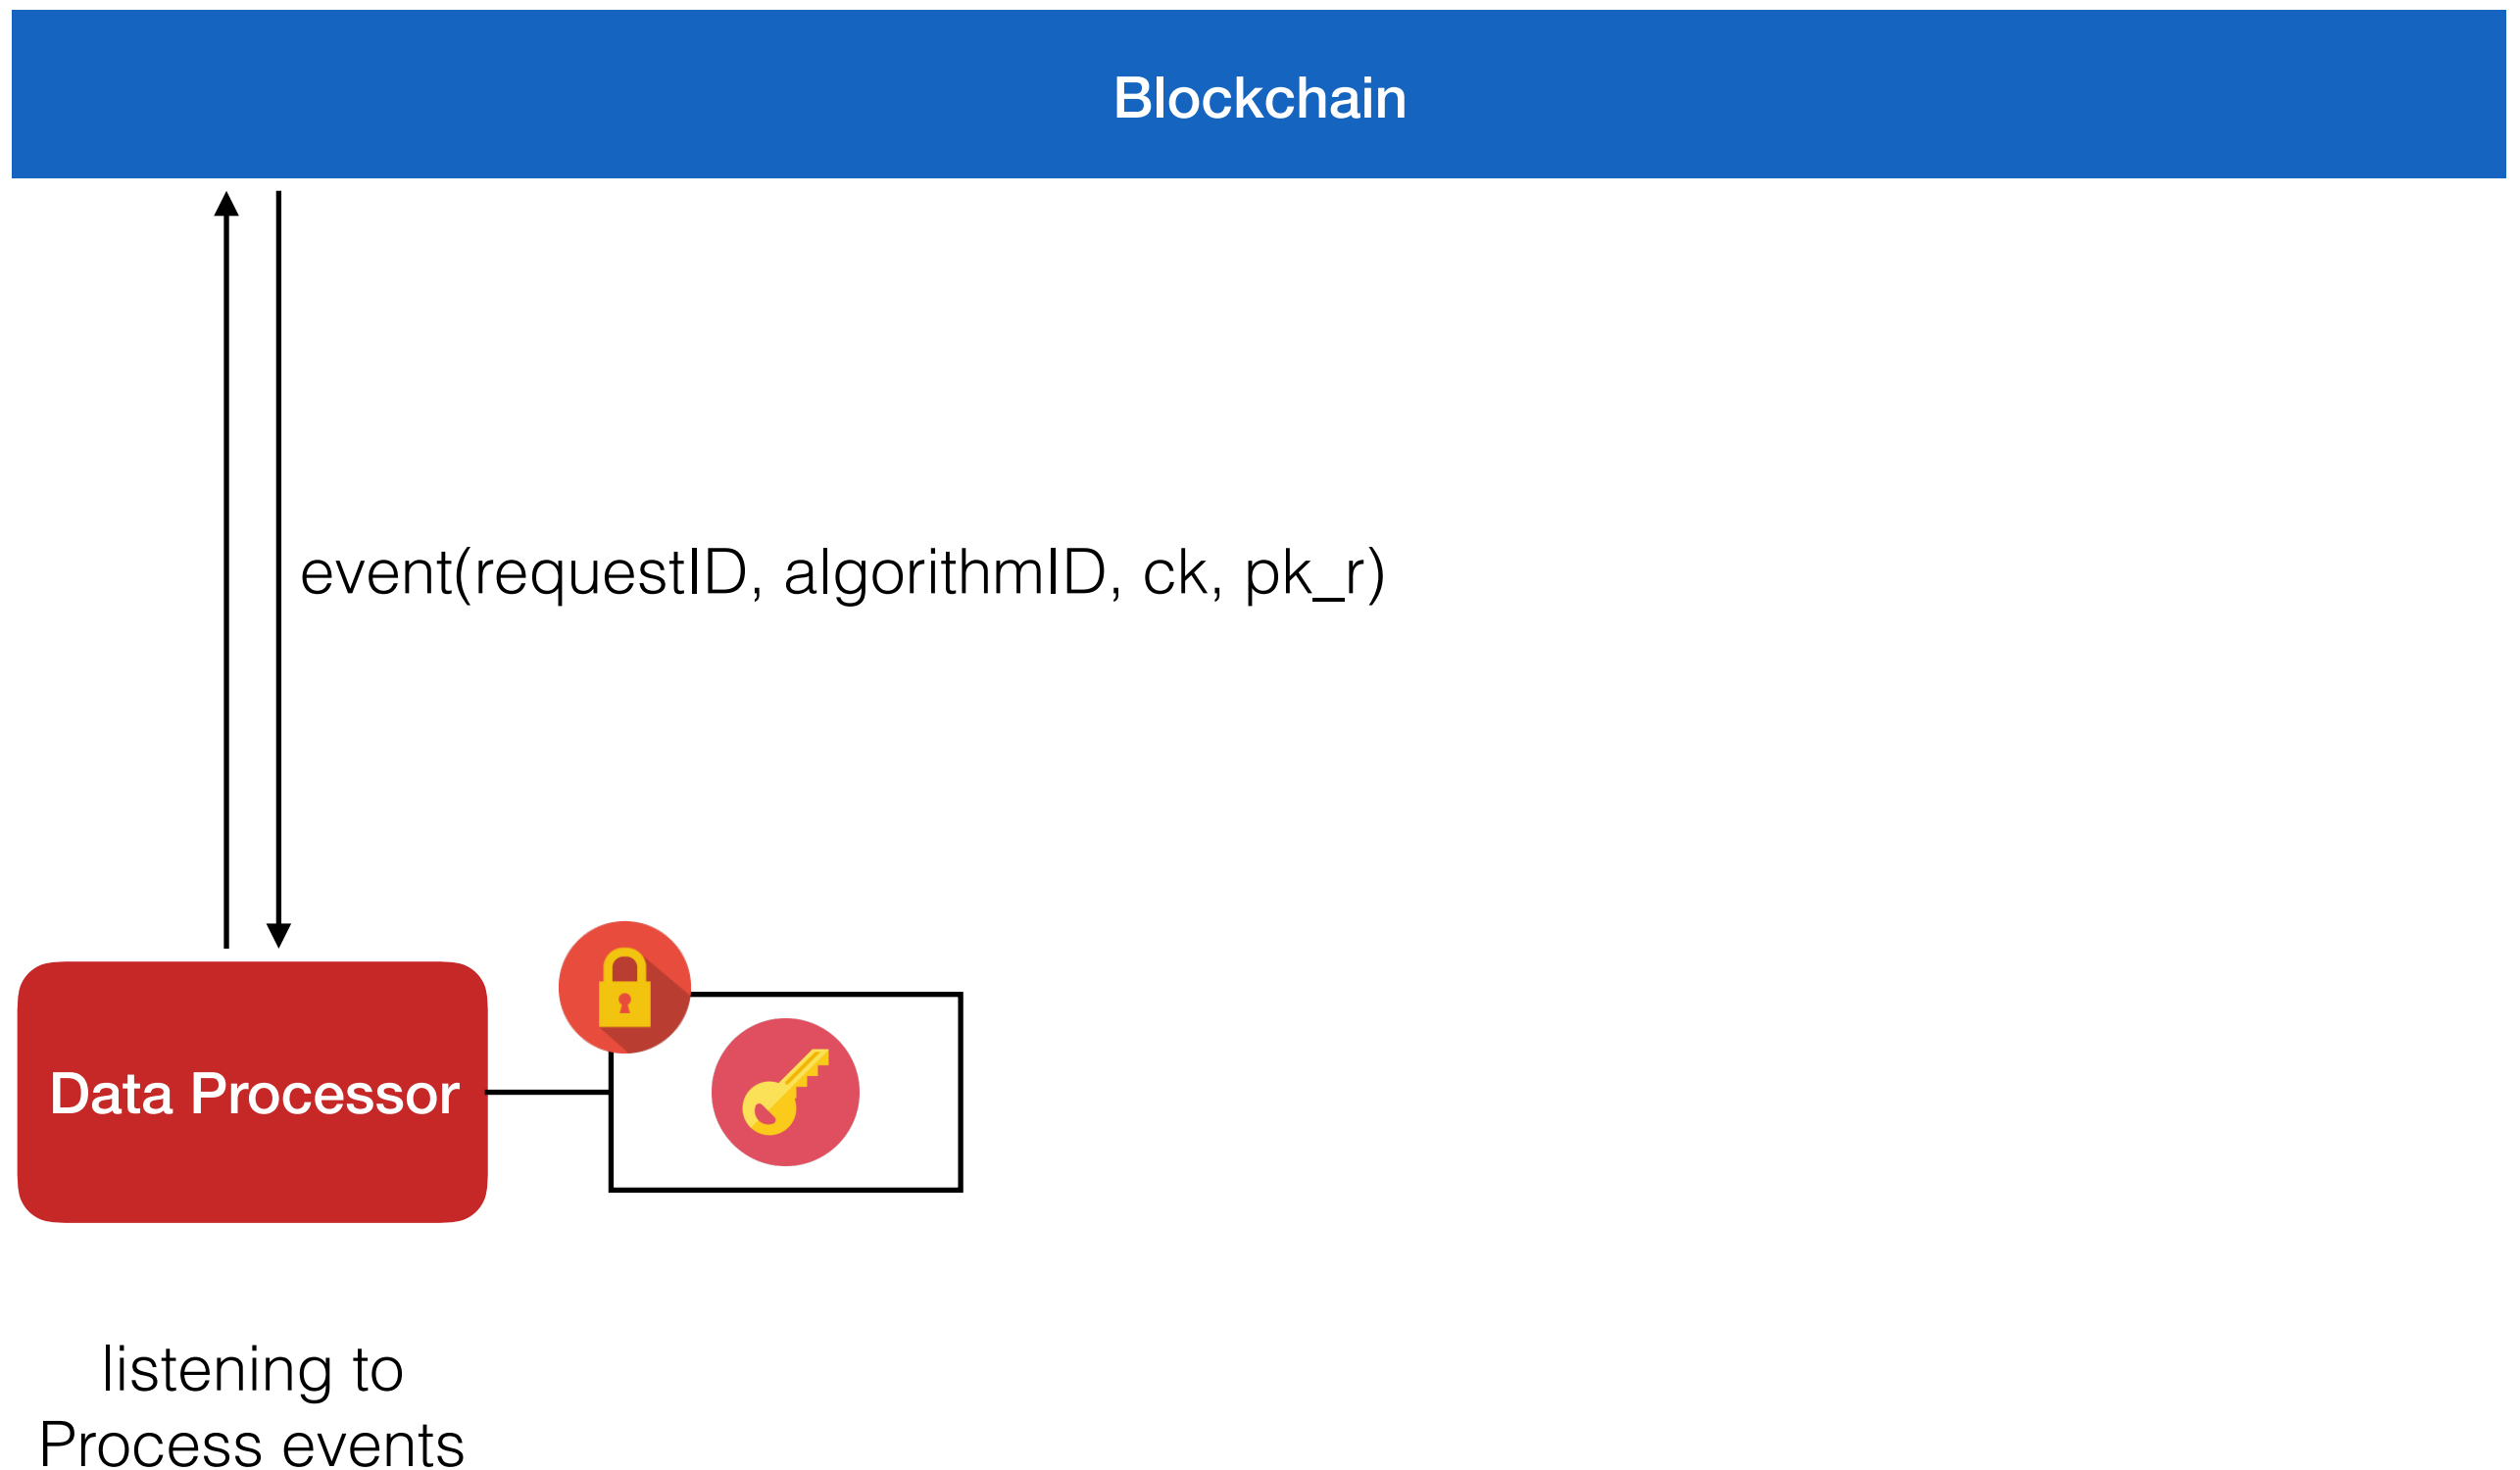 Blockchain
event(requestID, algorithmID, ck, pk_r)
Data Processor
listening to
Process events